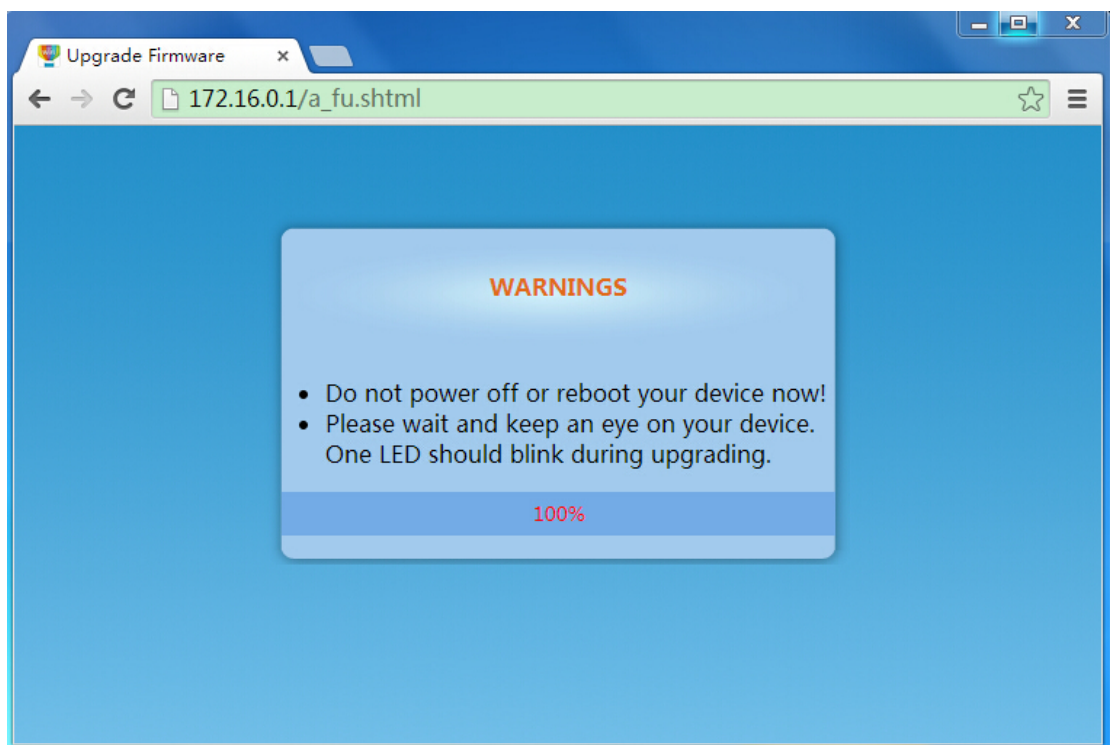 Upgrade Firmware
172.16.0.1/a_fu.shtml
WARNINGS
• Do not power off or reboot your device now!
• Please wait and keep an eye on your device.
One LED should blink during upgrading.
100%